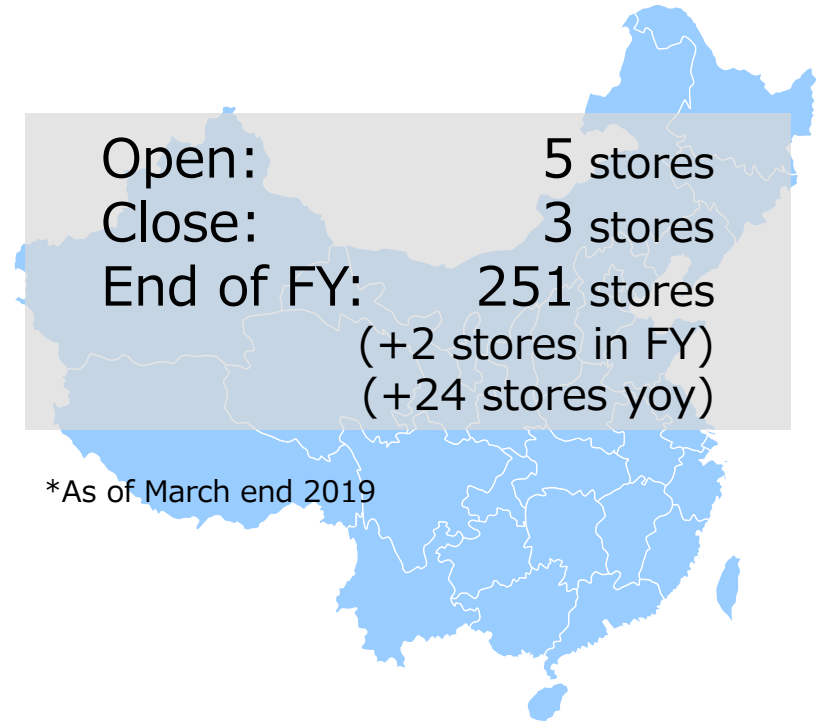 Open: 5 stores
Close: 3 stores
End of FY: 251 stores
(+2 stores in FY)
(+24 stores yoy)
*As of March end 2019